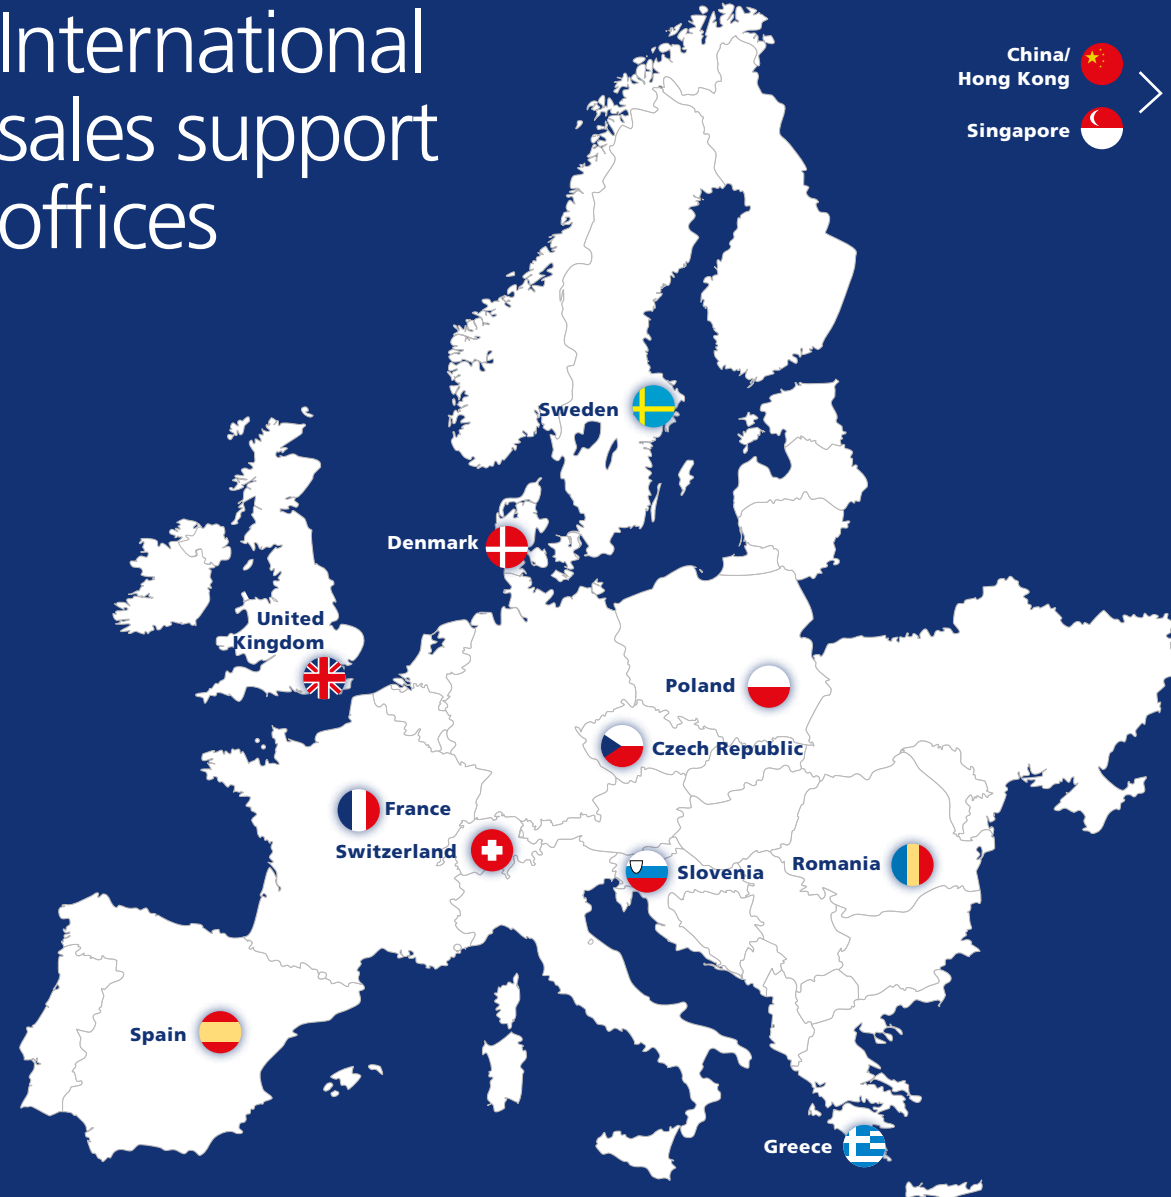 International
sales support
offices
China/
Hong Kong
Singapore
Sweden
Denmark
United
Kingdom
Poland
Czech Republic
France
Switzerland
Slovenia
Romania
Spain
Greece